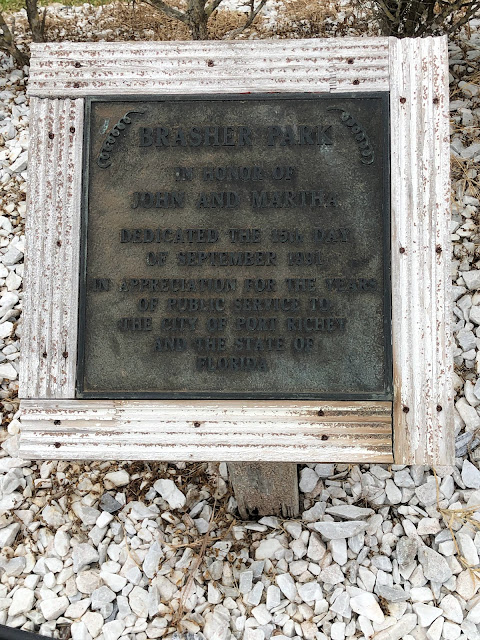 BRASHER PARK
IN HONOR OF
JOHN AND MARTHA
DEDICATED THE 15th DAY
OF SEPTEMBER 1991
IN APPRECIATION FOR THE YEARS
OF PUBLIC SERVICE TO
THE CITY OF PORT RICHEY
AND THE STATE OF
FLORIDA